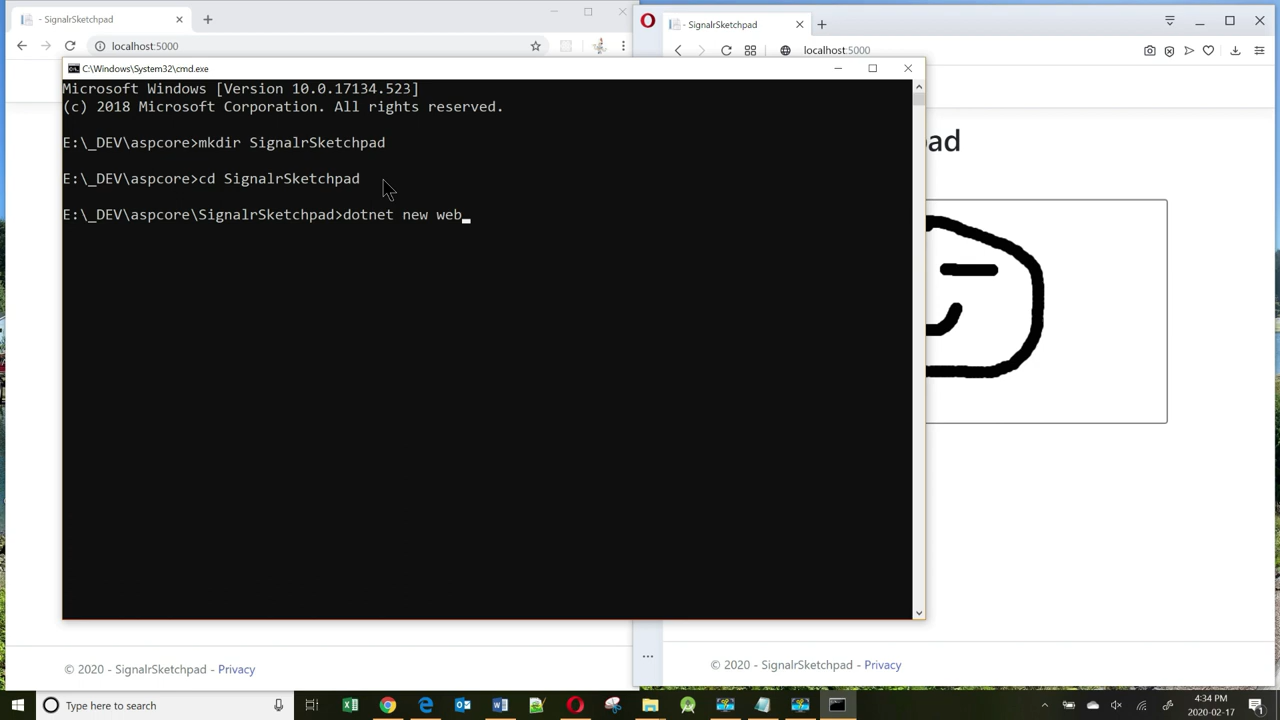 - SignalrSketchpad
localhost:5000
- SignalrSketchpad
localhost:5000
C:\Windows\System32\cmd.exe
Microsoft Windows [Version 10.0.17134.523]
(c) 2018 Microsoft Corporation. All rights reserved.
E:\_DEV\aspcore>mkdir SignalrSketchpad
E:\_DEV\aspcore>cd SignalrSketchpad
E:\_DEV\aspcore\SignalrSketchpad>dotnet new web
pad
© 2020 - SignalrSketchpad - Privacy
© 2020 - SignalrSketchpad - Privacy
Type here to search
4:34 PM
2020-02-17